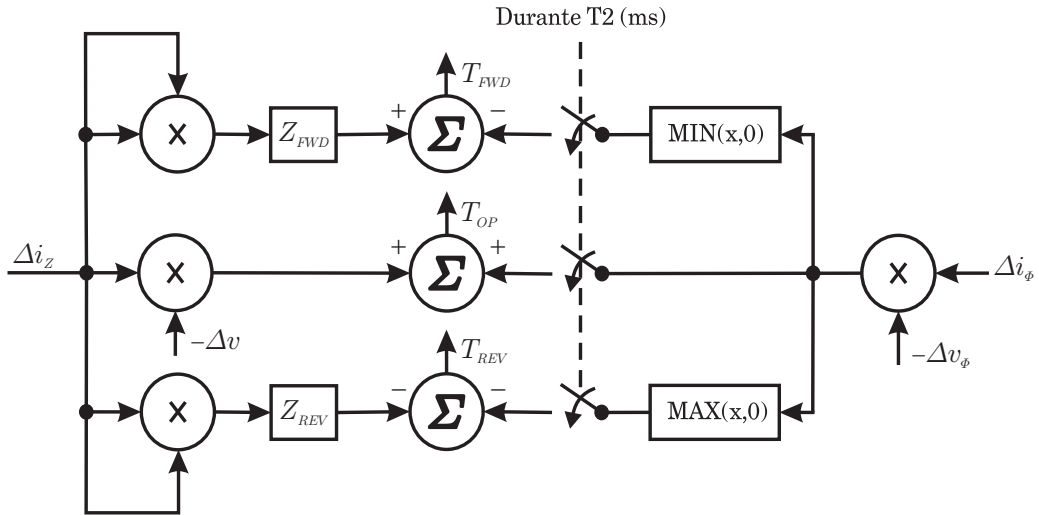 Durante T2 (ms)
T_FWD
+ −
× Z_FWD Σ MIN(x,0)
T_OP
+ +
Δi_Z × Σ × Δi_Φ
−Δv −Δv_Φ
T_REV
− −
× Z_REV Σ MAX(x,0)